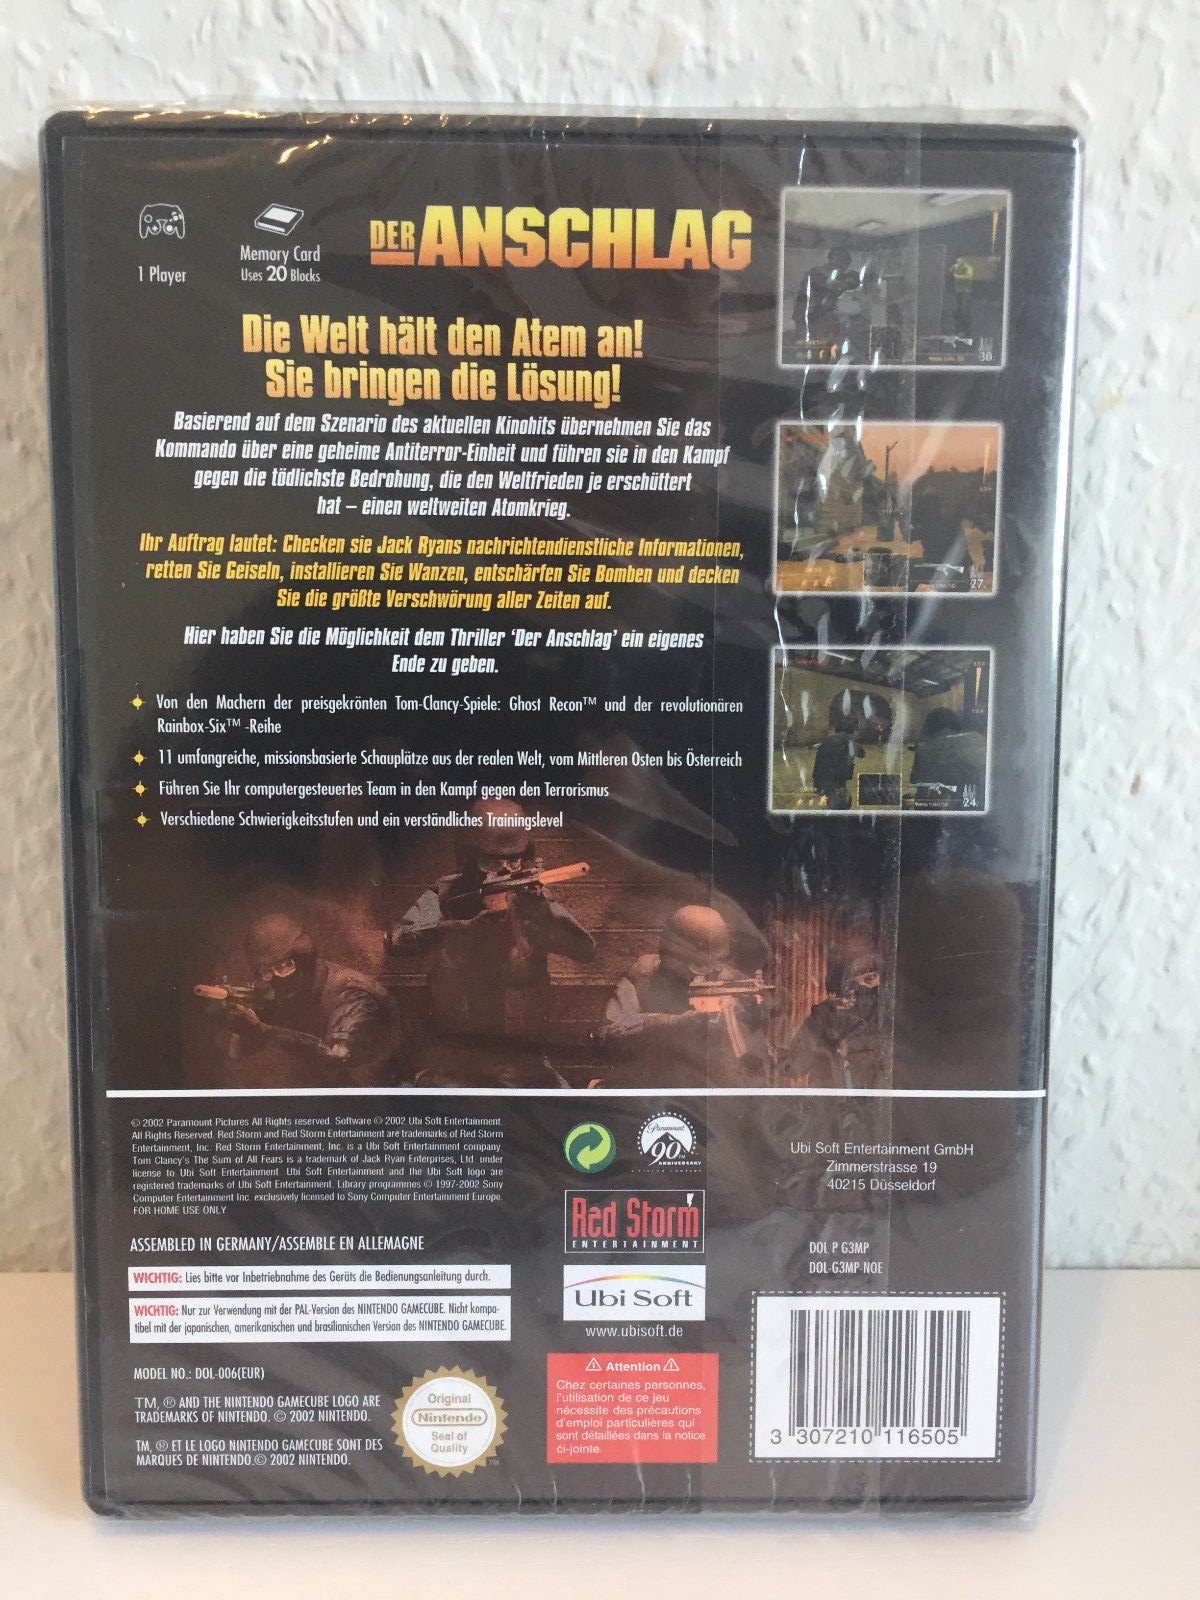 1 Player
Memory Card
Uses 20 Blocks
DER ANSCHLAG
Die Welt hält den Atem an!
Sie bringen die Lösung!
Basierend auf dem Szenario des aktuellen Kinohits übernehmen Sie das
Kommando über eine geheime Antiterror-Einheit und führen sie in den Kampf
gegen die tödlichste Bedrohung, die den Weltfrieden je erschüttert
hat – einen weltweiten Atomkrieg.
Ihr Auftrag lautet: Checken sie Jack Ryans nachrichtendienstliche Informationen,
retten Sie Geiseln, installieren Sie Wanzen, entschärfen Sie Bomben und decken
Sie die größte Verschwörung aller Zeiten auf.
Hier haben Sie die Möglichkeit dem Thriller ‘Der Anschlag’ ein eigenes
Ende zu geben.
Von den Machern der preisgekrönten Tom-Clancy-Spiele: Ghost Recon™ und der revolutionären
Rainbox-Six™ -Reihe
11 umfangreiche, missionsbasierte Schauplätze aus der realen Welt, vom Mittleren Osten bis Österreich
Führen Sie Ihr computergesteuertes Team in den Kampf gegen den Terrorismus
Verschiedene Schwierigkeitsstufen und ein verständliches Trainingslevel
30
27
24
© 2002 Paramount Pictures All Rights reserved. Software © 2002 Ubi Soft Entertainment.
All Rights Reserved. Red Storm and Red Storm Entertainment are trademarks of Red Storm
Entertainment, Inc. Red Storm Entertainment, Inc. is a Ubi Soft Entertainment company.
Tom Clancy's The Sum of All Fears is a trademark of Jack Ryan Enterprises, Ltd. under
license to Ubi Soft Entertainment. Ubi Soft Entertainment and the Ubi Soft logo are
registered trademarks of Ubi Soft Entertainment. Library programmes © 1997-2002 Sony
Computer Entertainment Inc. exclusively licensed to Sony Computer Entertainment Europe.
FOR HOME USE ONLY
ASSEMBLED IN GERMANY/ASSEMBLE EN ALLEMAGNE
WICHTIG: Lies bitte vor Inbetriebnahme des Geräts die Bedienungsanleitung durch.
WICHTIG: Nur zur Verwendung mit der PAL-Version des NINTENDO GAMECUBE. Nicht kompa-
tibel mit der japanischen, amerikanischen und brasilianischen Version des NINTENDO GAMECUBE.
MODEL NO.: DOL-006(EUR)
TM, ® AND THE NINTENDO GAMECUBE LOGO ARE
TRADEMARKS OF NINTENDO. © 2002 NINTENDO.
TM, ® ET LE LOGO NINTENDO GAMECUBE SONT DES
MARQUES DE NINTENDO.© 2002 NINTENDO.
Original
Nintendo
Seal of
Quality
TM
Paramount
90TM
ANNIVERSARY
Red Storm
ENTERTAINMENT
Ubi Soft
www.ubisoft.de
⚠ Attention ⚠
Chez certaines personnes,
l'utilisation de ce jeu
nécessite des précautions
d'emploi particulières qui
sont détaillées dans la notice
ci-jointe.
Ubi Soft Entertainment GmbH
Zimmerstrasse 19
40215 Düsseldorf
DOL P G3MP
DOL-G3MP-NOE
3 307210 116505